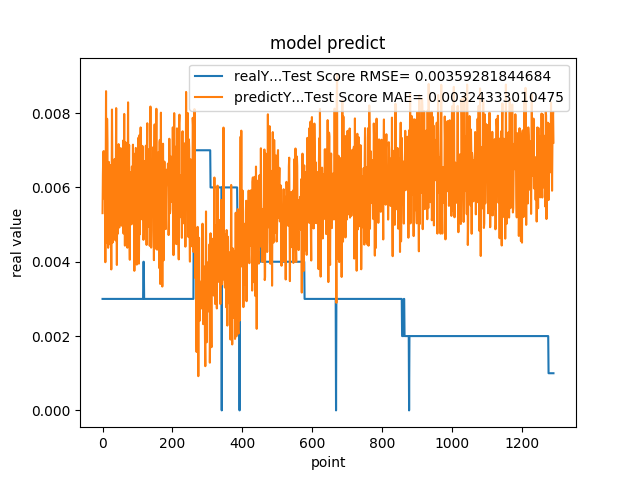 model predict
realY...Test Score RMSE= 0.00359281844684
predictY...Test Score MAE= 0.00324333010475
0.008
0.006
0.004
0.002
0.000
real value
0 200 400 600 800 1000 1200
point